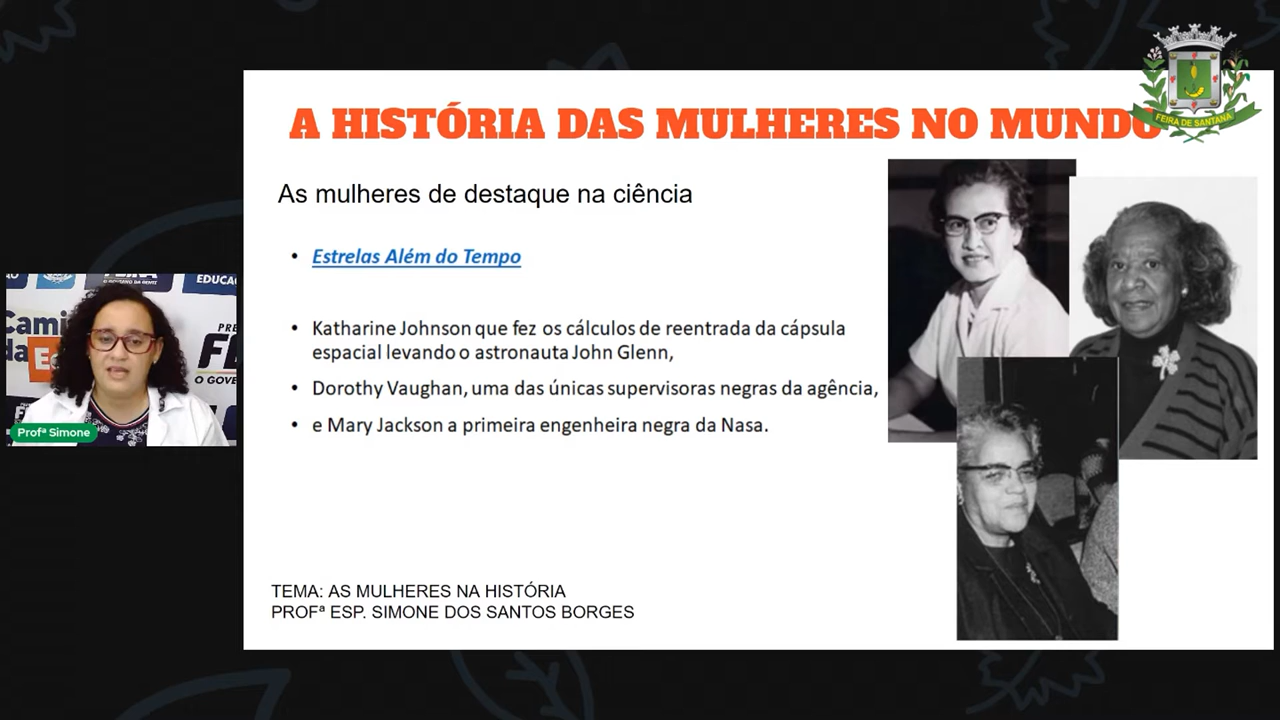 A HISTÓRIA DAS MULHERES NO MUNDO
FEIRA DE SANTANA
As mulheres de destaque na ciência
• Estrelas Além do Tempo
• Katharine Johnson que fez os cálculos de reentrada da cápsula
espacial levando o astronauta John Glenn,
• Dorothy Vaughan, uma das únicas supervisoras negras da agência,
• e Mary Jackson a primeira engenheira negra da Nasa.
EDUCAÇ
O GOVE
Profª Simone
TEMA: AS MULHERES NA HISTÓRIA
PROFª ESP. SIMONE DOS SANTOS BORGES